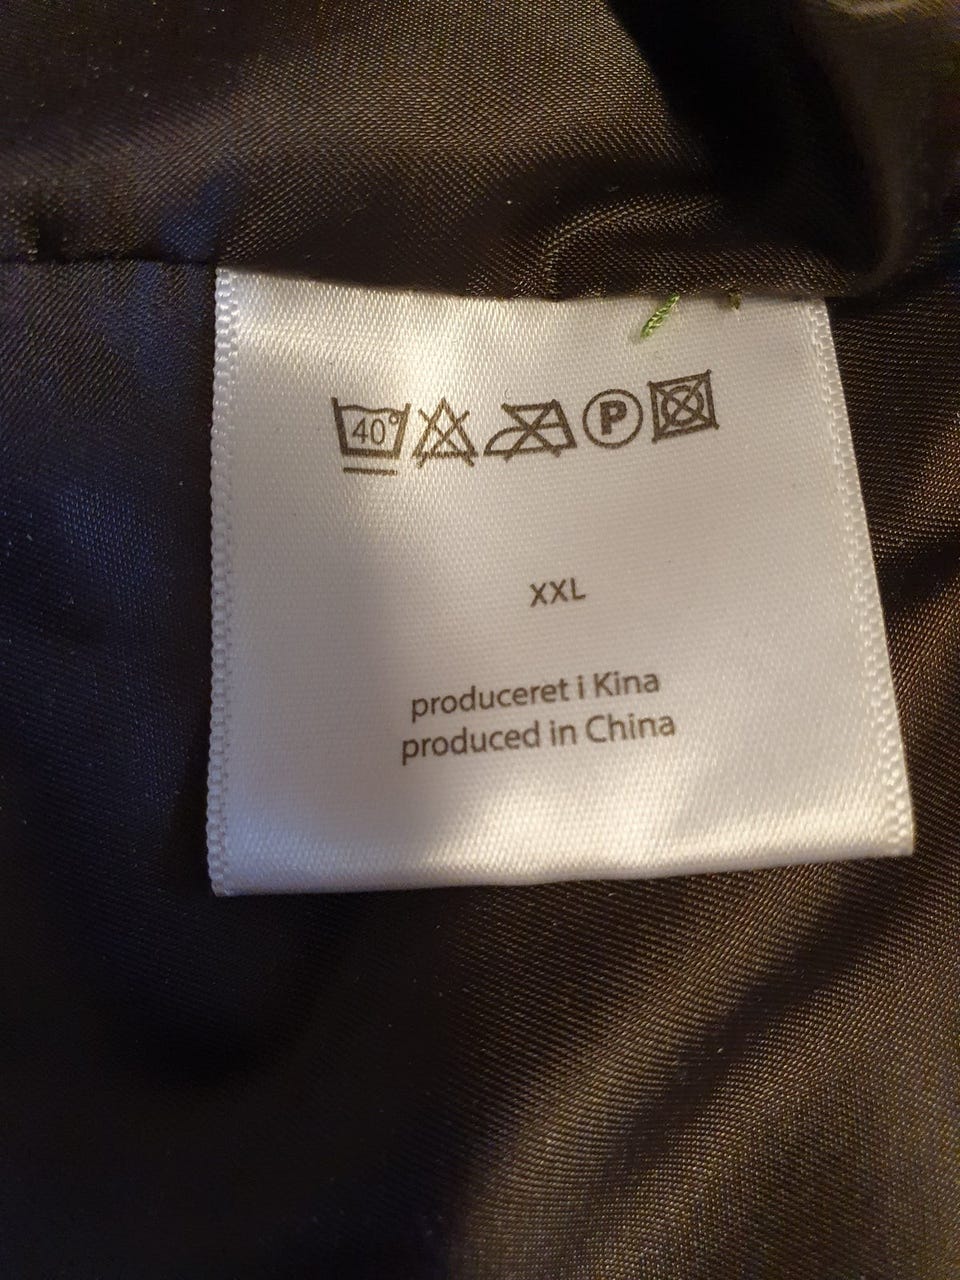 40°
P
XXL
produceret i Kina
produced in China